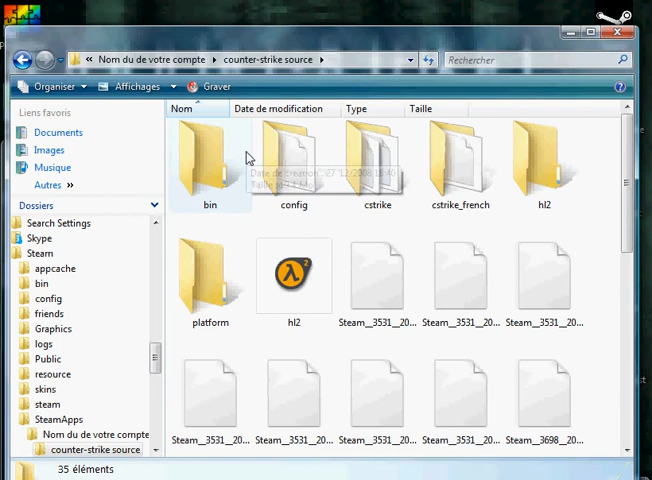 Nom du de votre compte
counter-strike source
Rechercher
Organiser
Affichages
Graver
Liens favoris
Documents
Images
Musique
Autres »
Dossiers
Search Settings
Skype
Steam
appcache
bin
config
friends
Graphics
logs
Public
resource
skins
steam
SteamApps
Nom du de votre compte
counter-strike source
Nom
Date de modification
Type
Taille
bin
config
cstrike
cstrike_french
hl2
platform
hl2
Steam__3531__20...
Steam__3531__20...
Steam__3531__20...
Steam__3531__20...
Steam__3531__20...
Steam__3531__20...
Steam__3531__20...
Steam__3698__20...
35 éléments